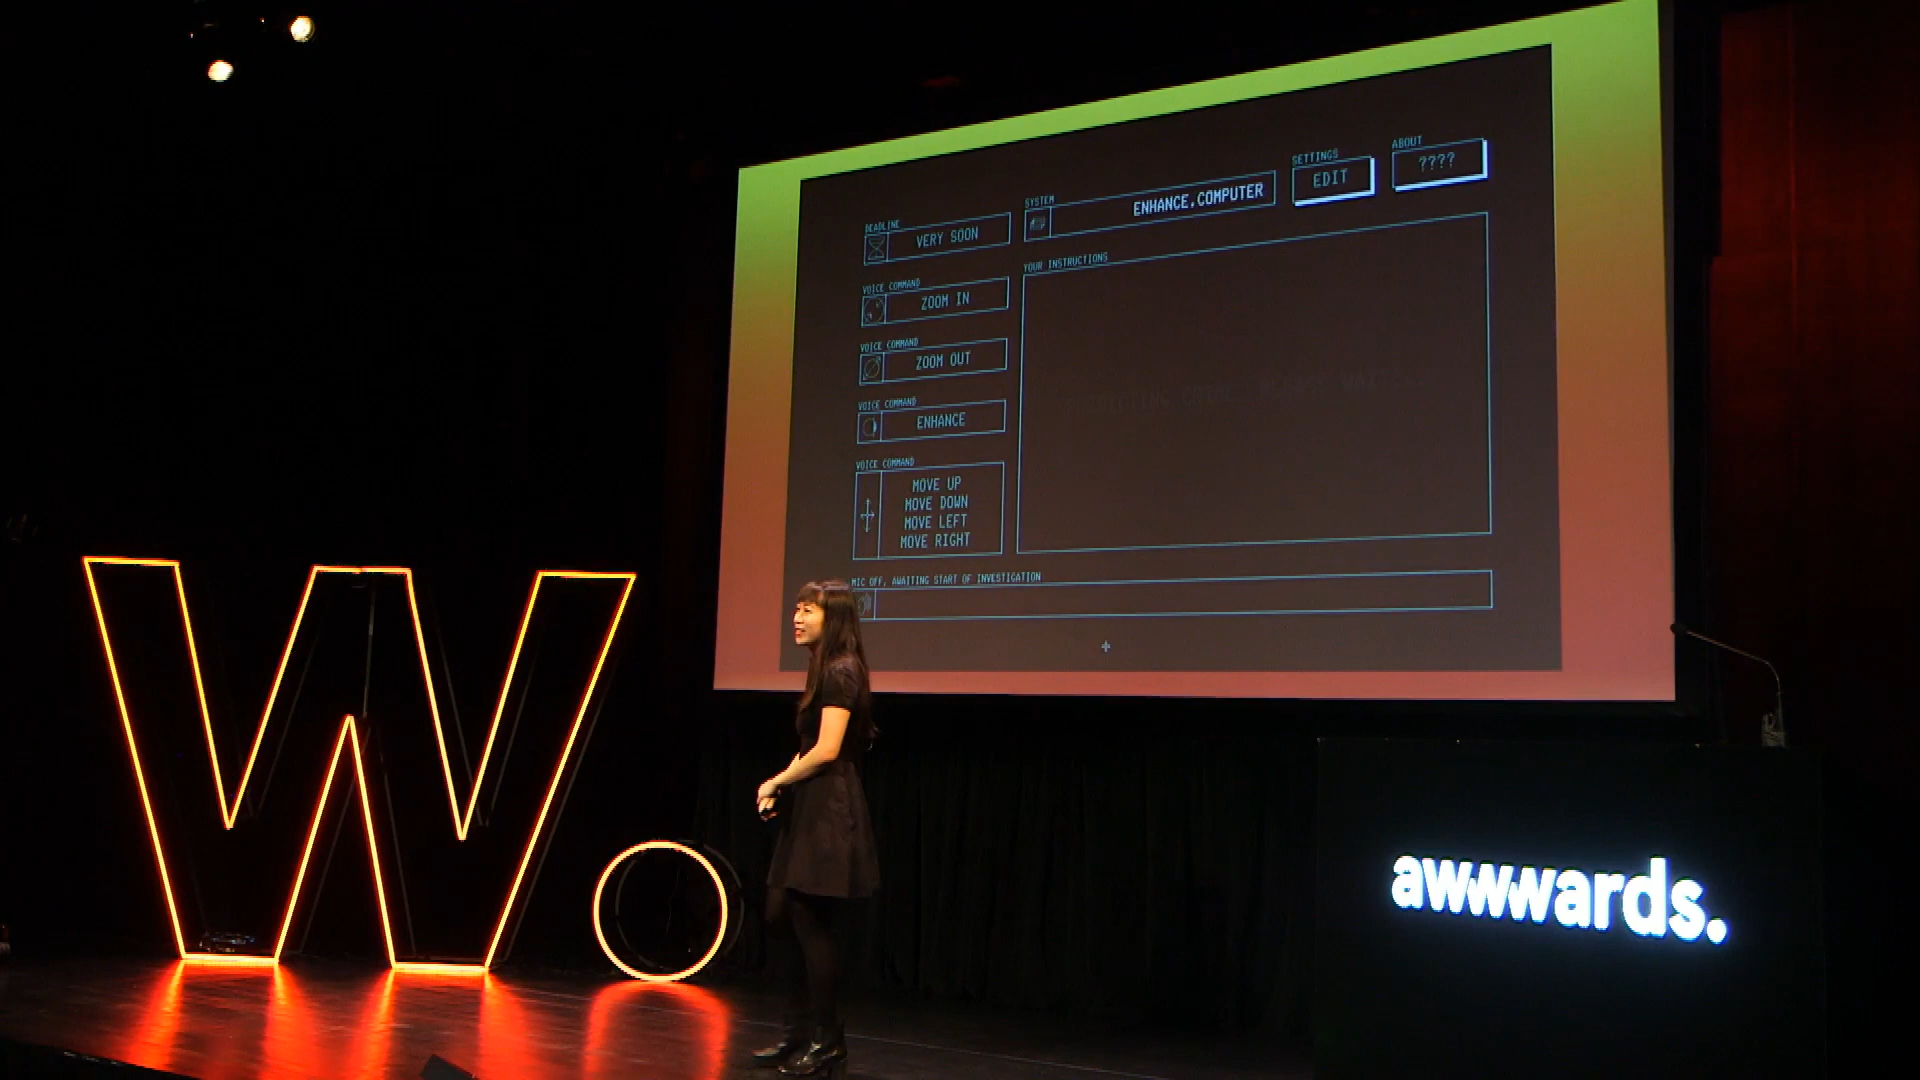 DEADLINE
VERY SOON
SYSTEM
ENHANCE.COMPUTER
SETTINGS
EDIT
ABOUT
????
VOICE COMMAND
ZOOM IN
VOICE COMMAND
ZOOM OUT
VOICE COMMAND
ENHANCE
VOICE COMMAND
MOVE UP
MOVE DOWN
MOVE LEFT
MOVE RIGHT
YOUR INSTRUCTIONS
PLEASE WAIT...
MIC OFF, AWAITING START OF INVESTIGATION
W.
awwwards.